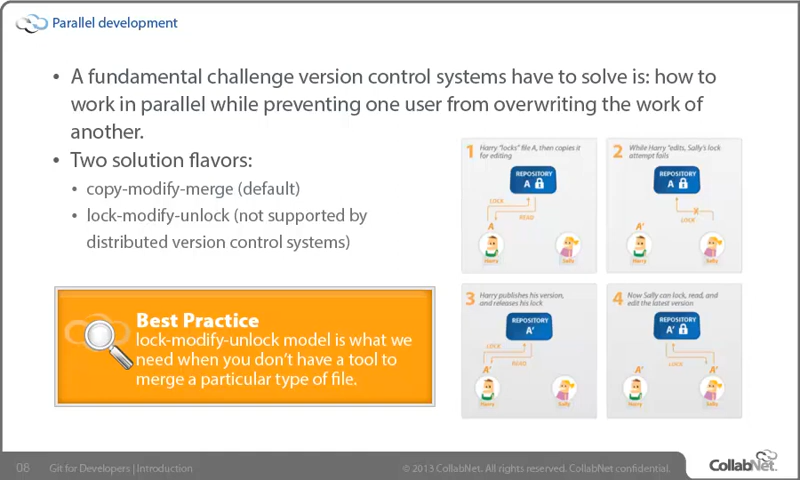 Parallel development
• A fundamental challenge version control systems have to solve is: how to
work in parallel while preventing one user from overwriting the work of
another.
• Two solution flavors:
• copy-modify-merge (default)
• lock-modify-unlock (not supported by
distributed version control systems)
Best Practice
lock-modify-unlock model is what we
need when you don't have a tool to
merge a particular type of file.
1 Harry "locks" file A, then copies it
for editing
REPOSITORY
A
LOCK
READ
A
Harry
Sally
2 While Harry "edits, Sally's lock
attempt fails
REPOSITORY
A
X
LOCK
A'
Harry
Sally
3 Harry publishes his version,
and releases his lock
REPOSITORY
A'
LOCK
READ
A'
Harry
Sally
4 Now Sally can lock, read, and
edit the latest version
REPOSITORY
A'
LOCK
A' A'
Harry
Sally
08 Git for Developers | Introduction
© 2013 CollabNet. All rights reserved. CollabNet confidential.
CollabNet.